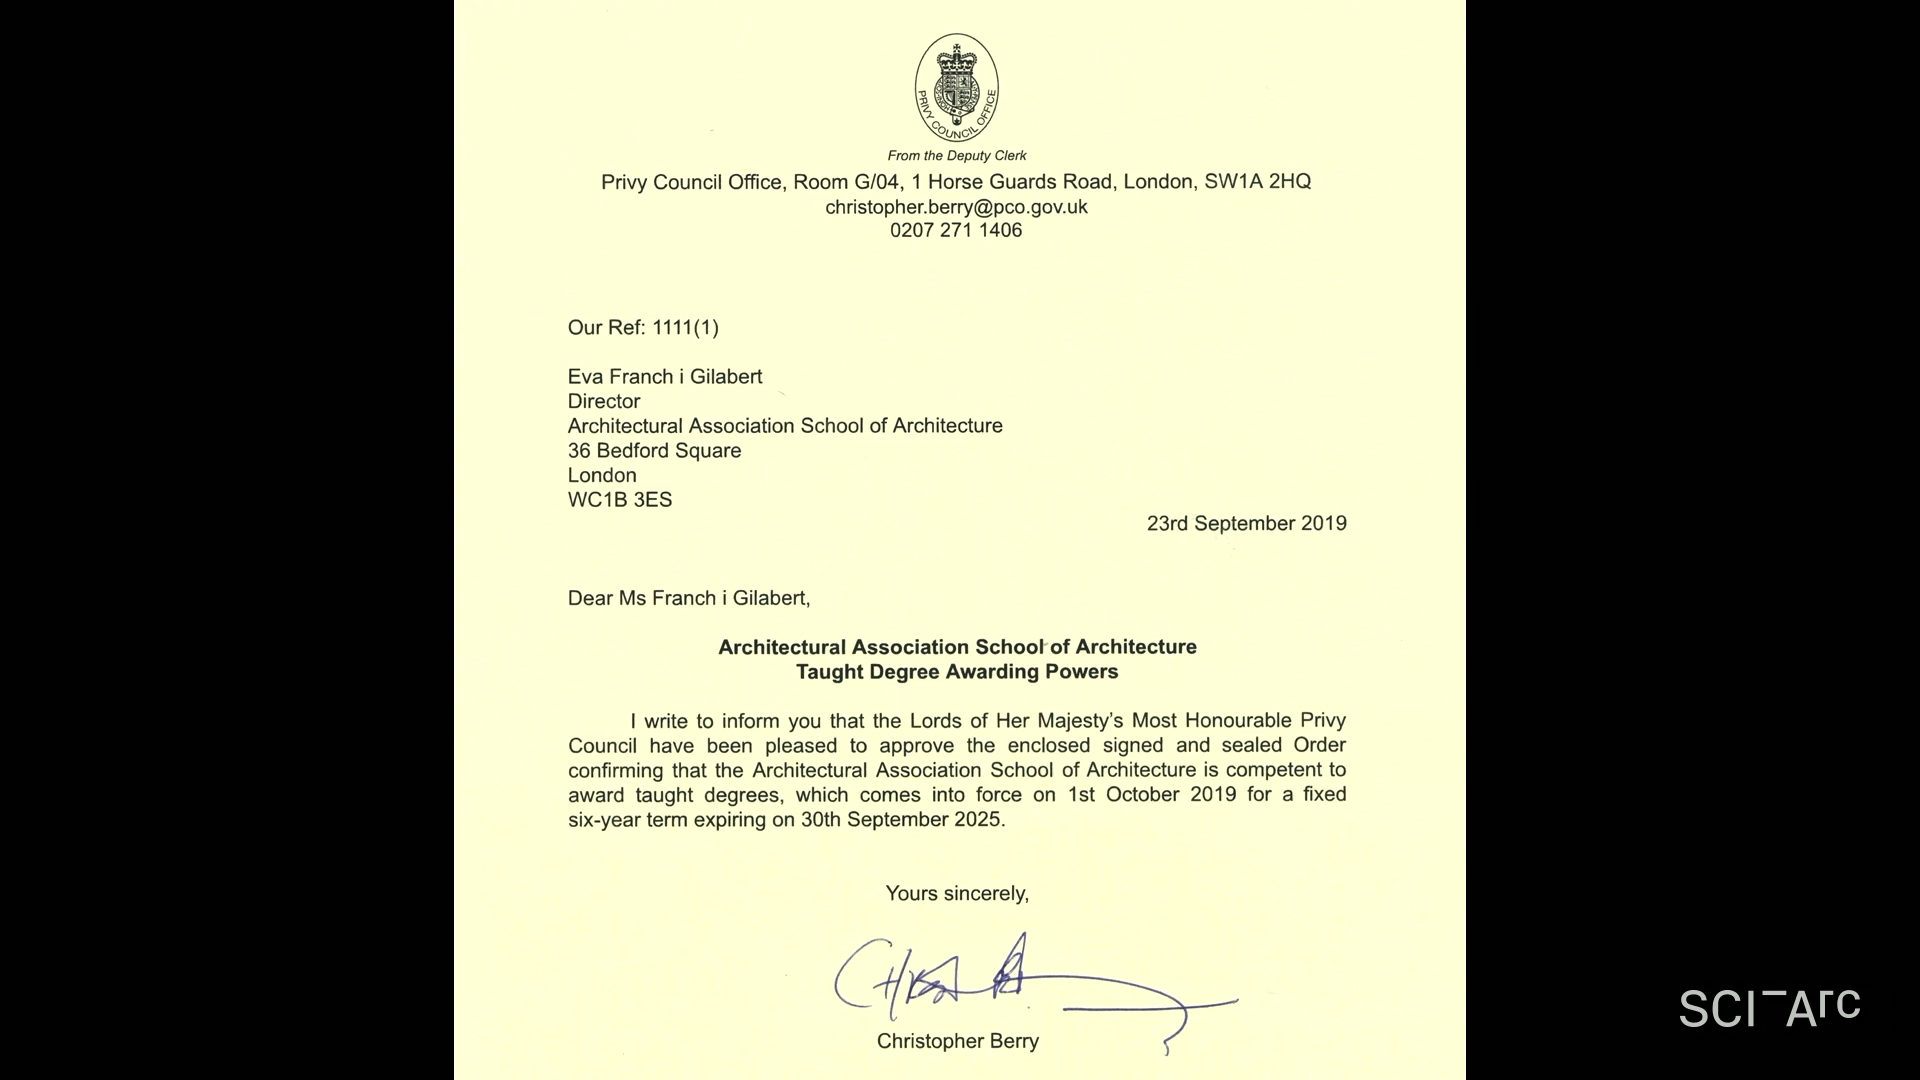 PRIVY COUNCIL OFFICE
From the Deputy Clerk
Privy Council Office, Room G/04, 1 Horse Guards Road, London, SW1A 2HQ
christopher.berry@pco.gov.uk
0207 271 1406
Our Ref: 1111(1)
Eva Franch i Gilabert
Director
Architectural Association School of Architecture
36 Bedford Square
London
WC1B 3ES
23rd September 2019
Dear Ms Franch i Gilabert,
Architectural Association School of Architecture
Taught Degree Awarding Powers
I write to inform you that the Lords of Her Majesty's Most Honourable Privy
Council have been pleased to approve the enclosed signed and sealed Order
confirming that the Architectural Association School of Architecture is competent to
award taught degrees, which comes into force on 1st October 2019 for a fixed
six-year term expiring on 30th September 2025.
Yours sincerely,
Christopher Berry
SCI-Arc